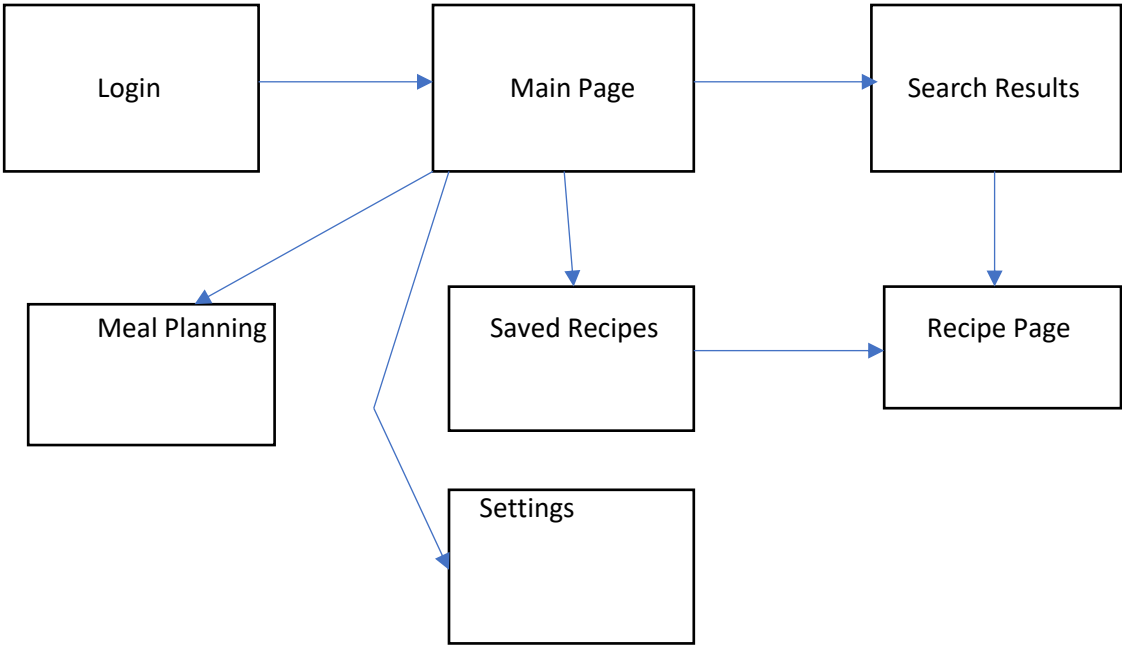 Login
Main Page
Search Results
Meal Planning
Saved Recipes
Recipe Page
Settings